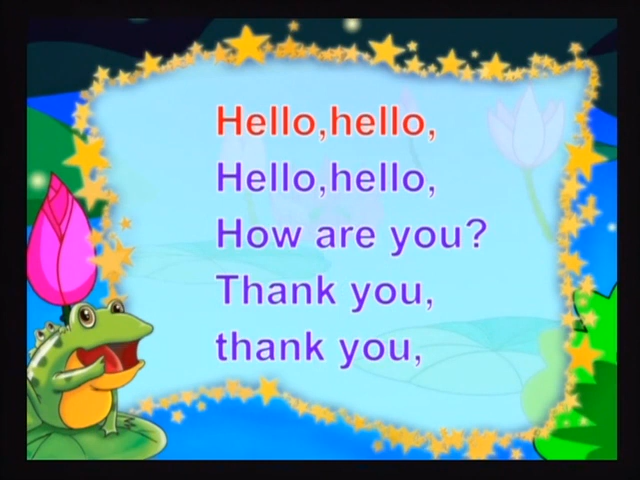 Hello,hello,
Hello,hello,
How are you?
Thank you,
thank you,